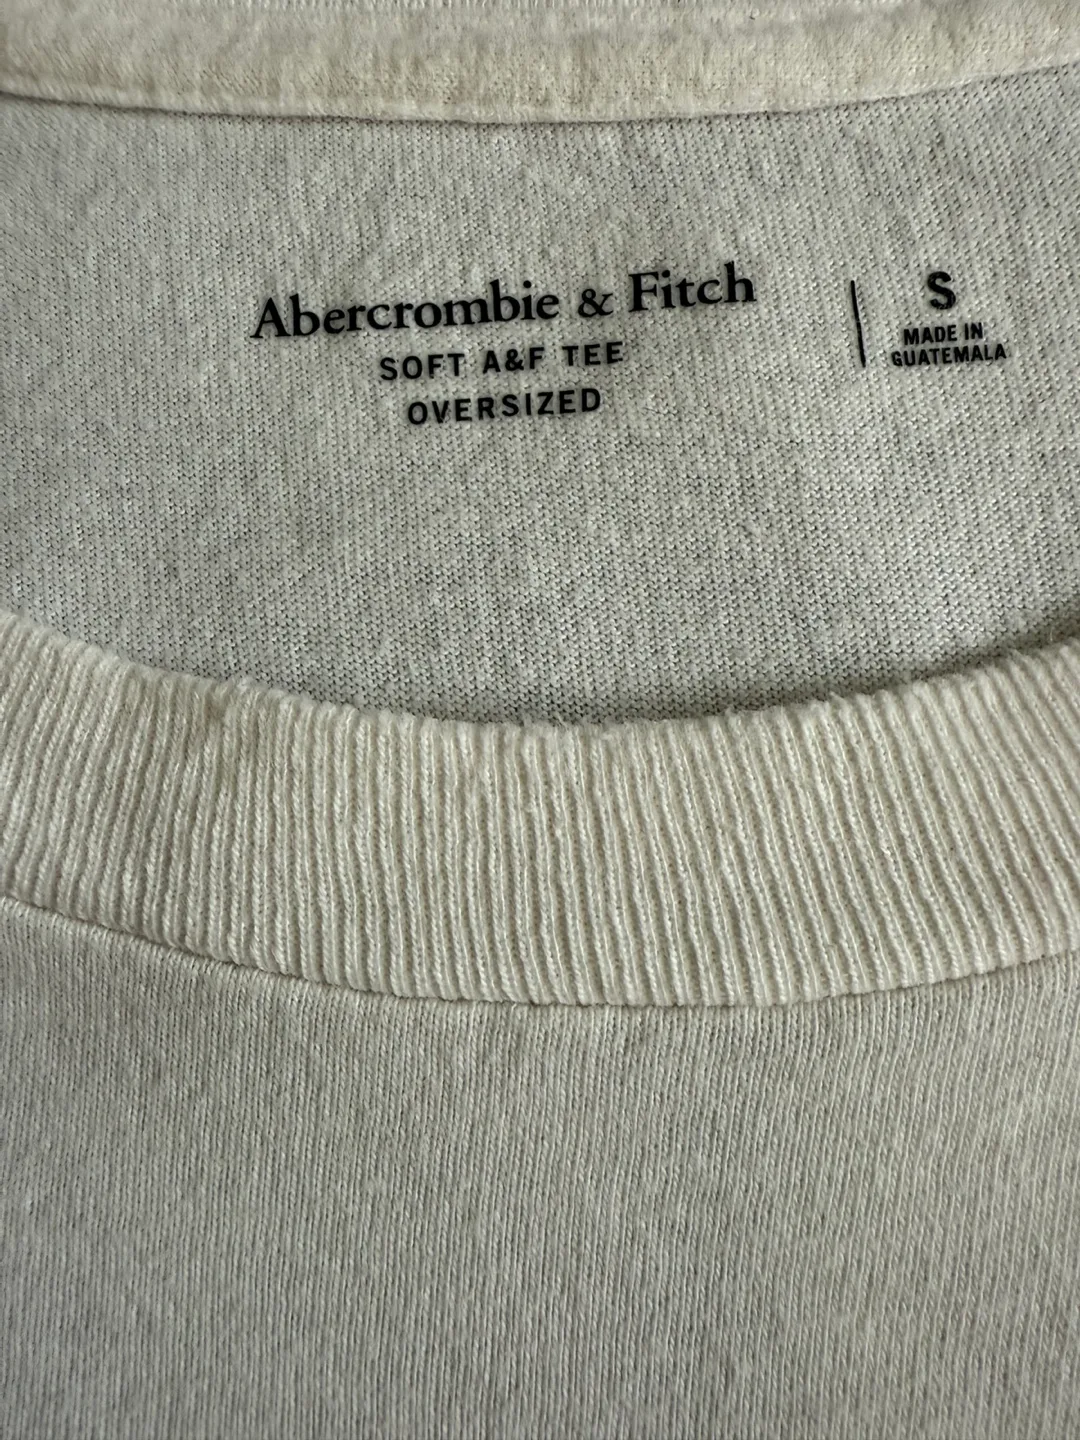 Abercrombie & Fitch
SOFT A&F TEE
OVERSIZED
S
MADE IN
GUATEMALA